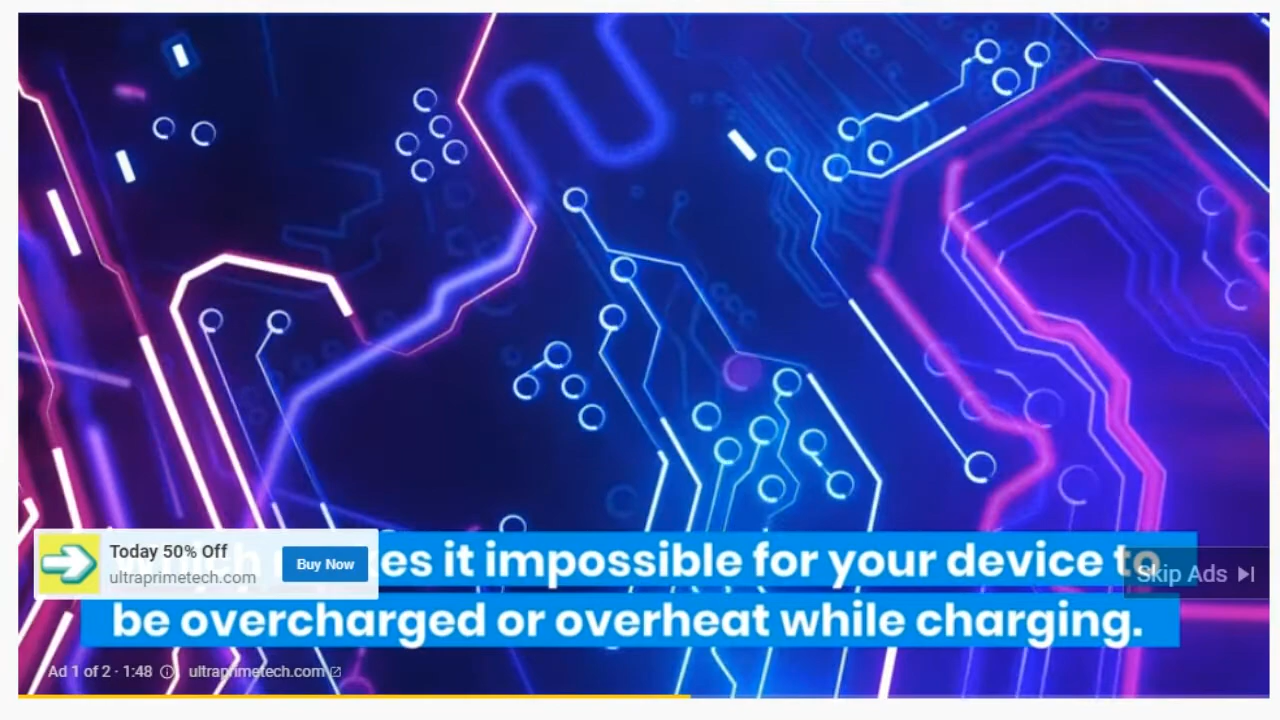 Today 50% Off
ultraprimetech.com
Buy Now
it impossible for your device to
Skip Ads
be overcharged or overheat while charging.
Ad 1 of 2 · 1:48 ultraprimetech.com